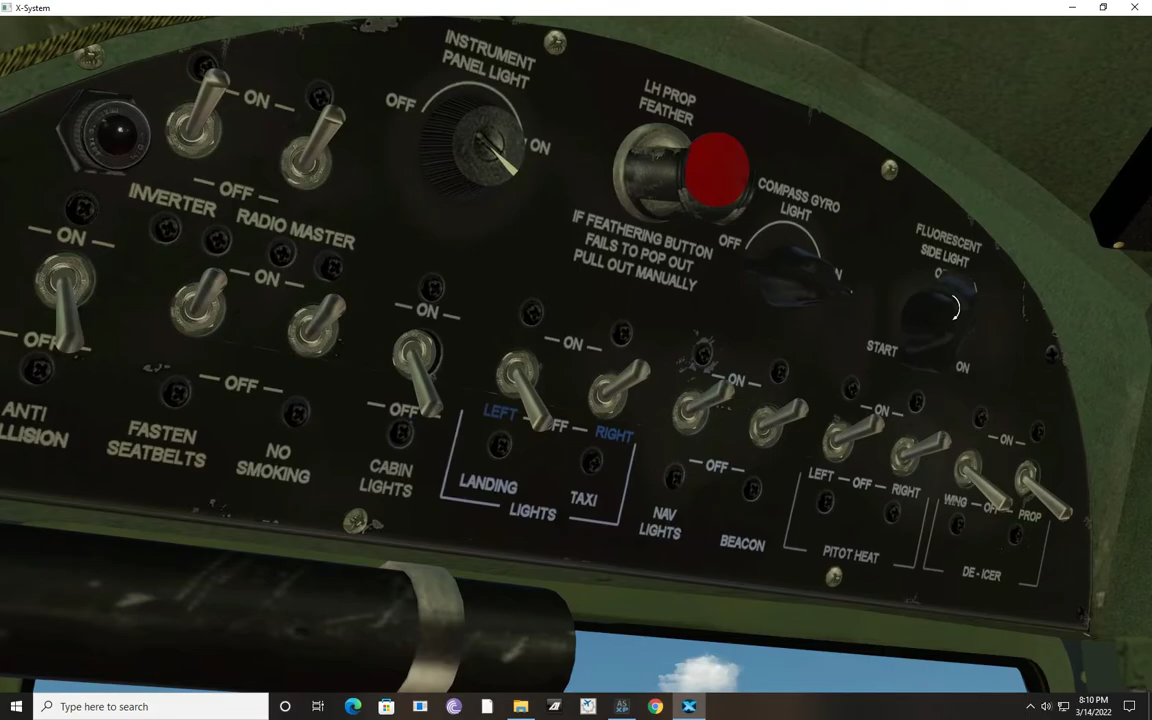 X-System
INSTRUMENT
PANEL LIGHT
OFF
ON
ON
OFF
INVERTER
RADIO MASTER
LH PROP
FEATHER
IF FEATHERING BUTTON
FAILS TO POP OUT
PULL OUT MANUALLY
COMPASS GYRO
LIGHT
OFF
FLUORESCENT
SIDE LIGHT
START
ON
ON
OFF
ON
OFF
FASTEN
SEATBELTS
NO
SMOKING
ON
OFF
CABIN
LIGHTS
ON
LEFT
RIGHT
LANDING
TAXI
LIGHTS
ON
OFF
NAV
LIGHTS
BEACON
ON
LEFT
OFF
RIGHT
PITOT HEAT
ON
WING
PROP
DE - ICER
ANTI
Type here to search
AS
XP
8:10 PM
3/14/2022